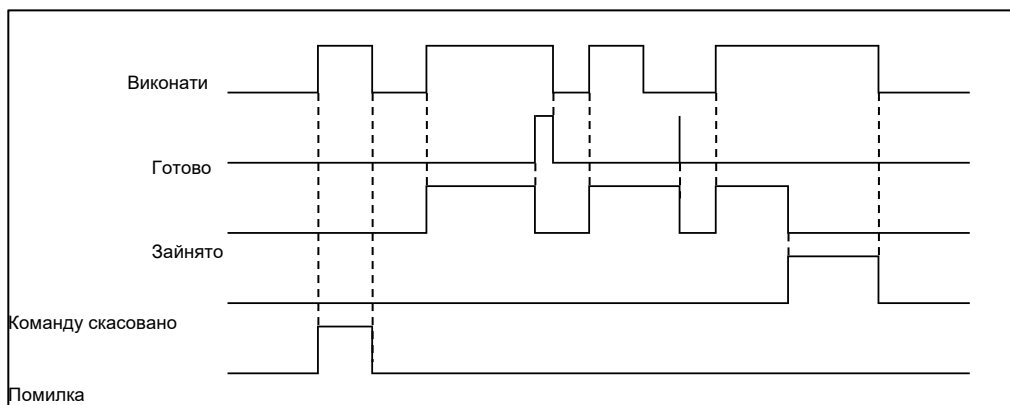 Виконати
Готово
Зайнято
Команду скасовано
Помилка